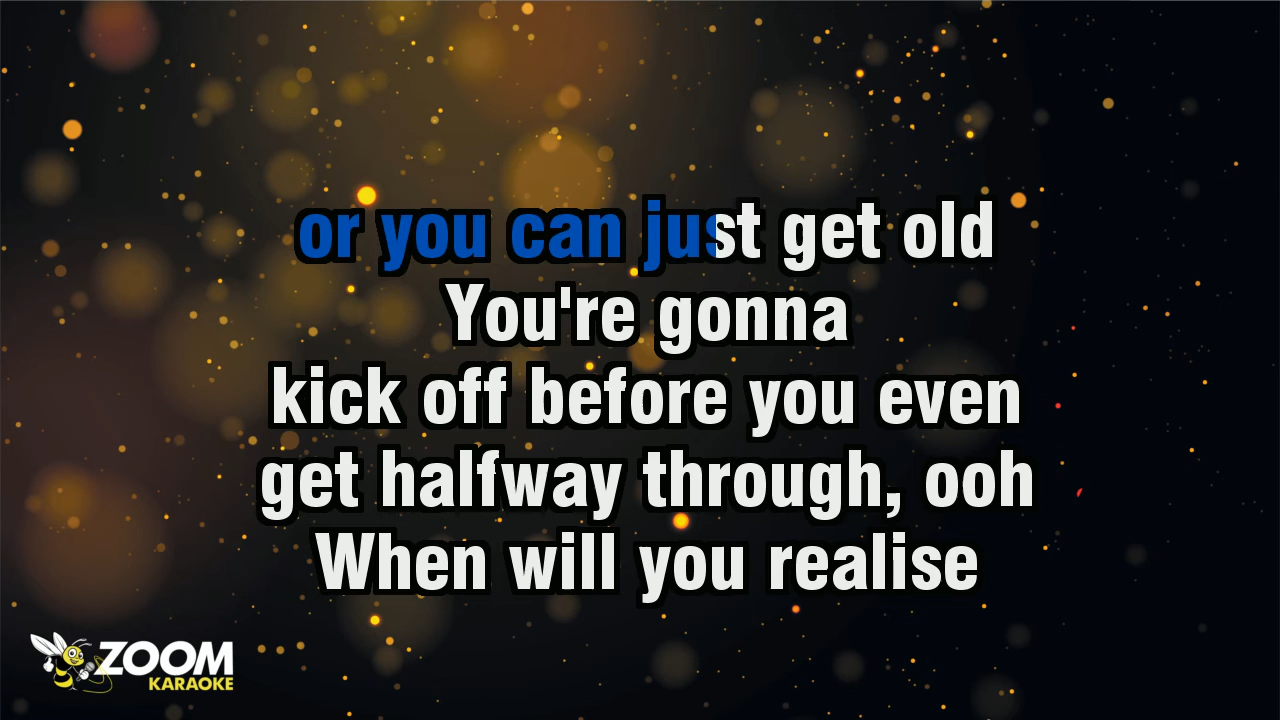 or you can just get old
You're gonna
kick off before you even
get halfway through, ooh
When will you realise
ZOOM
KARAOKE